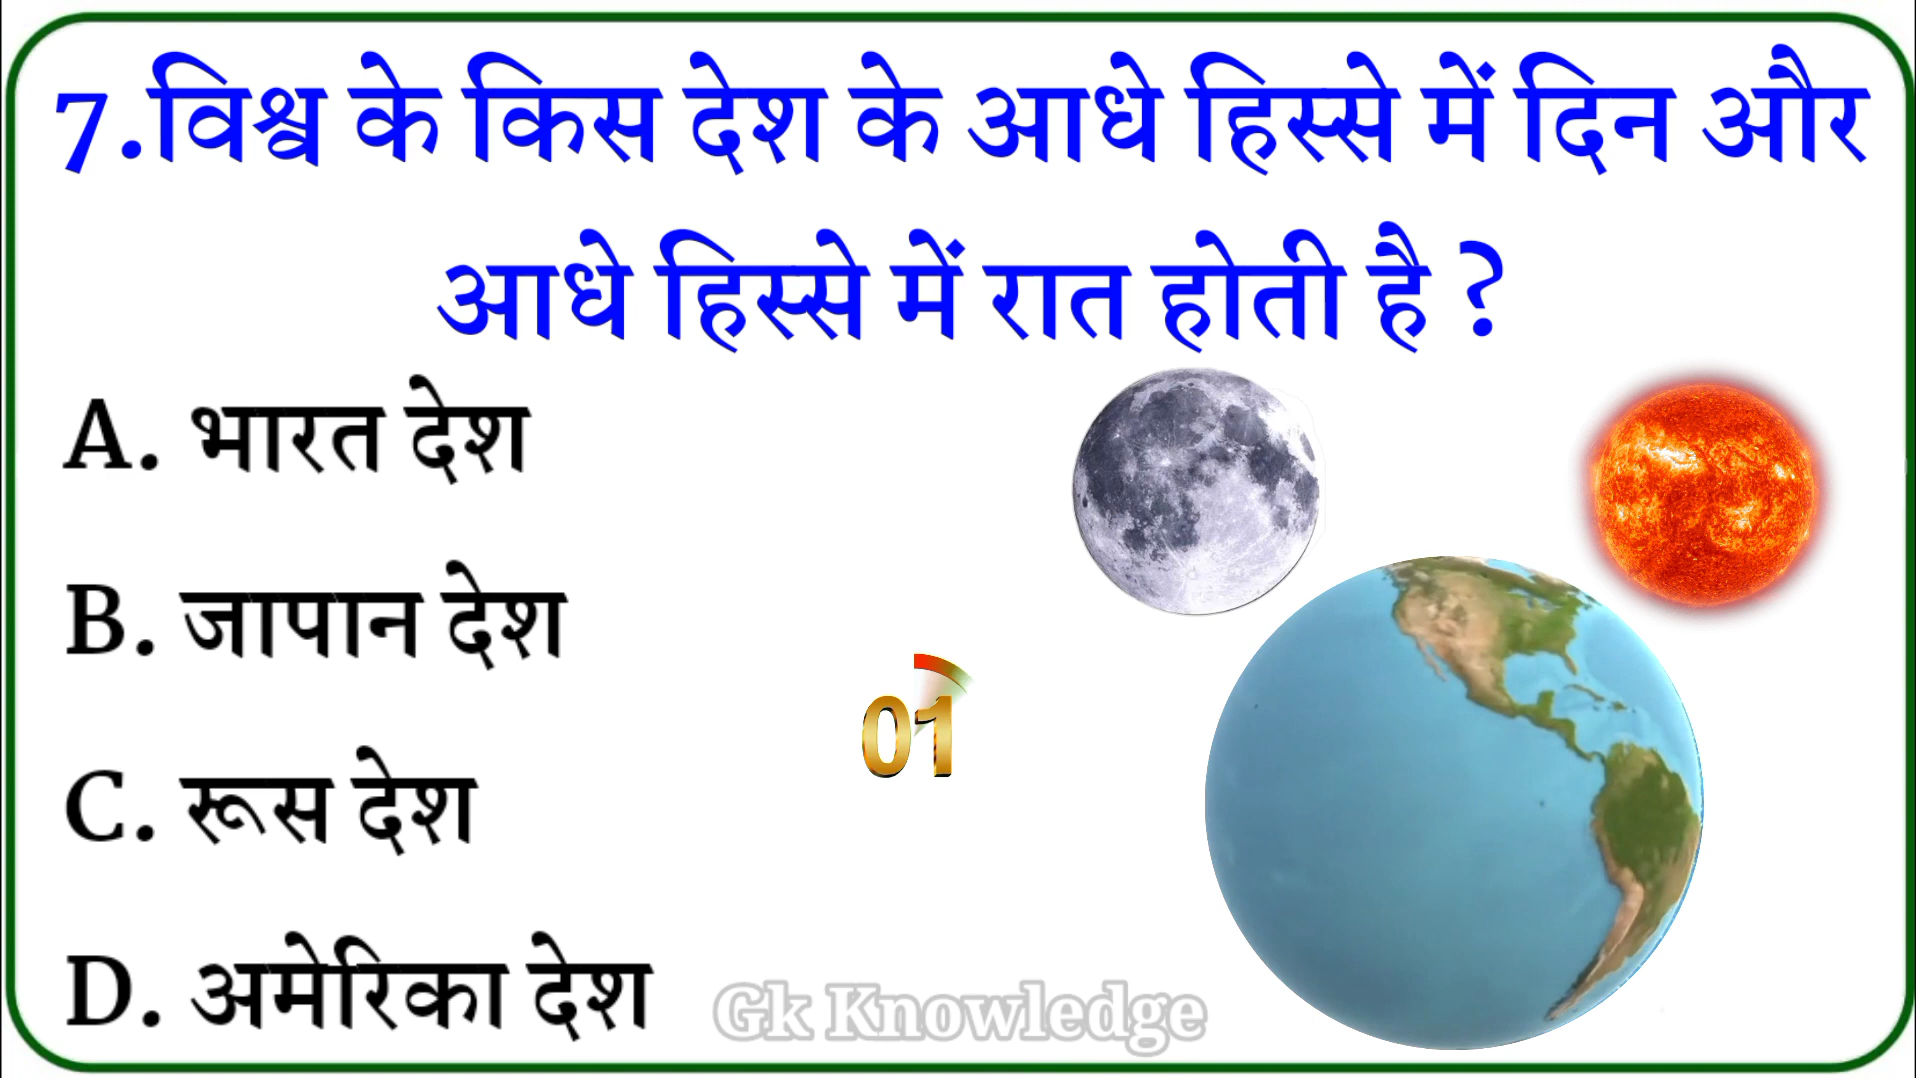 7.विश्व के किस देश के आधे हिस्से में दिन और
आधे हिस्से में रात होती है ?
A. भारत देश
B. जापान देश
01
C. रूस देश
D. अमेरिका देश
Gk Knowledge